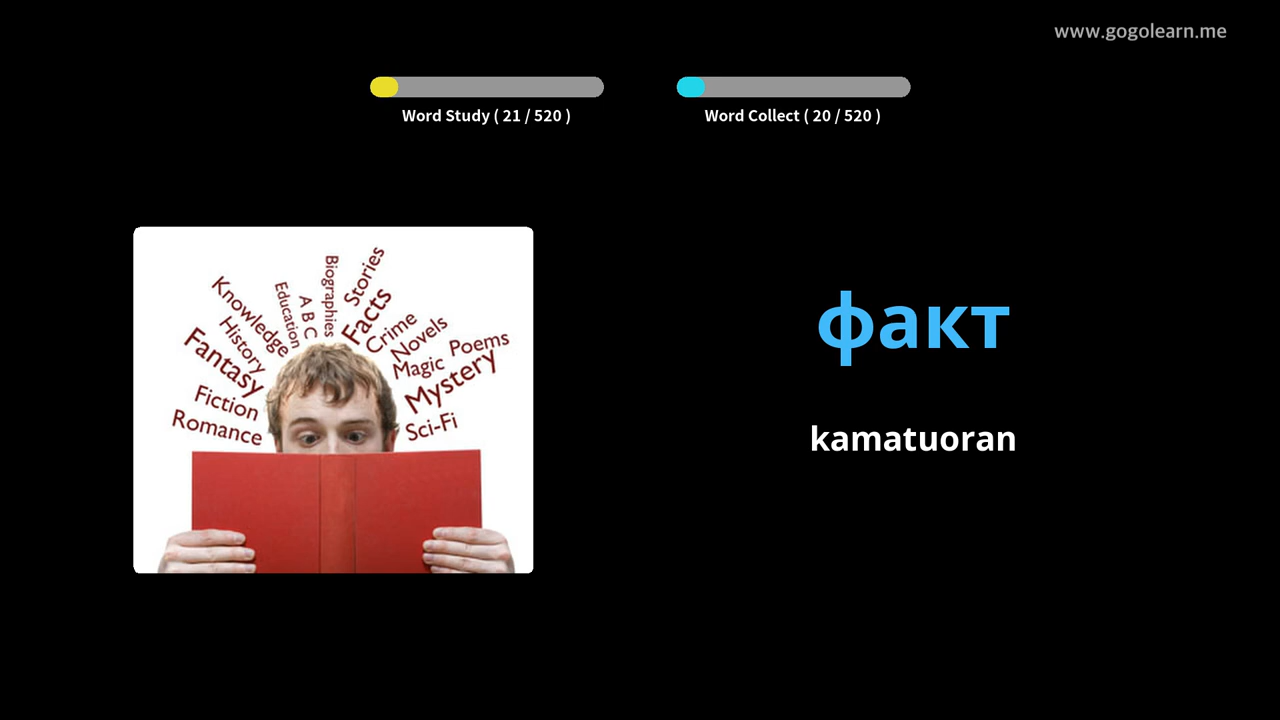 www.gogolearn.me
Word Study ( 21 / 520 )
Word Collect ( 20 / 520 )
Knowledge
History
Fantasy
Fiction
Romance
Education
A B C
Biographies
Stories
Facts
Crime
Novels
Magic
Poems
Mystery
Sci-Fi
факт
kamatuoran